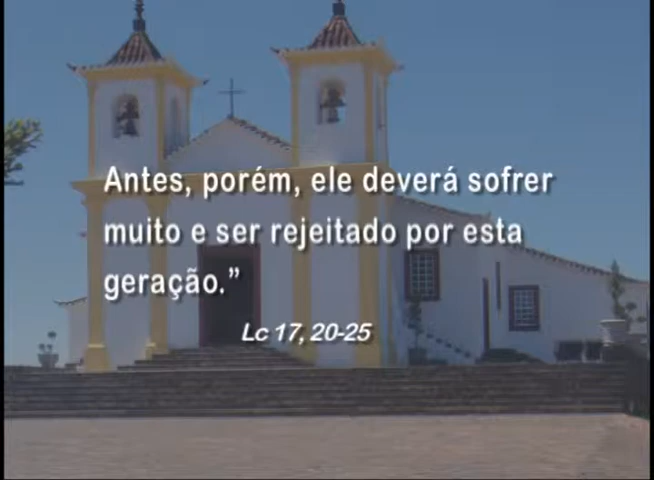 Antes, porém, ele deverá sofrer
muito e ser rejeitado por esta
geração.”
Lc 17, 20-25